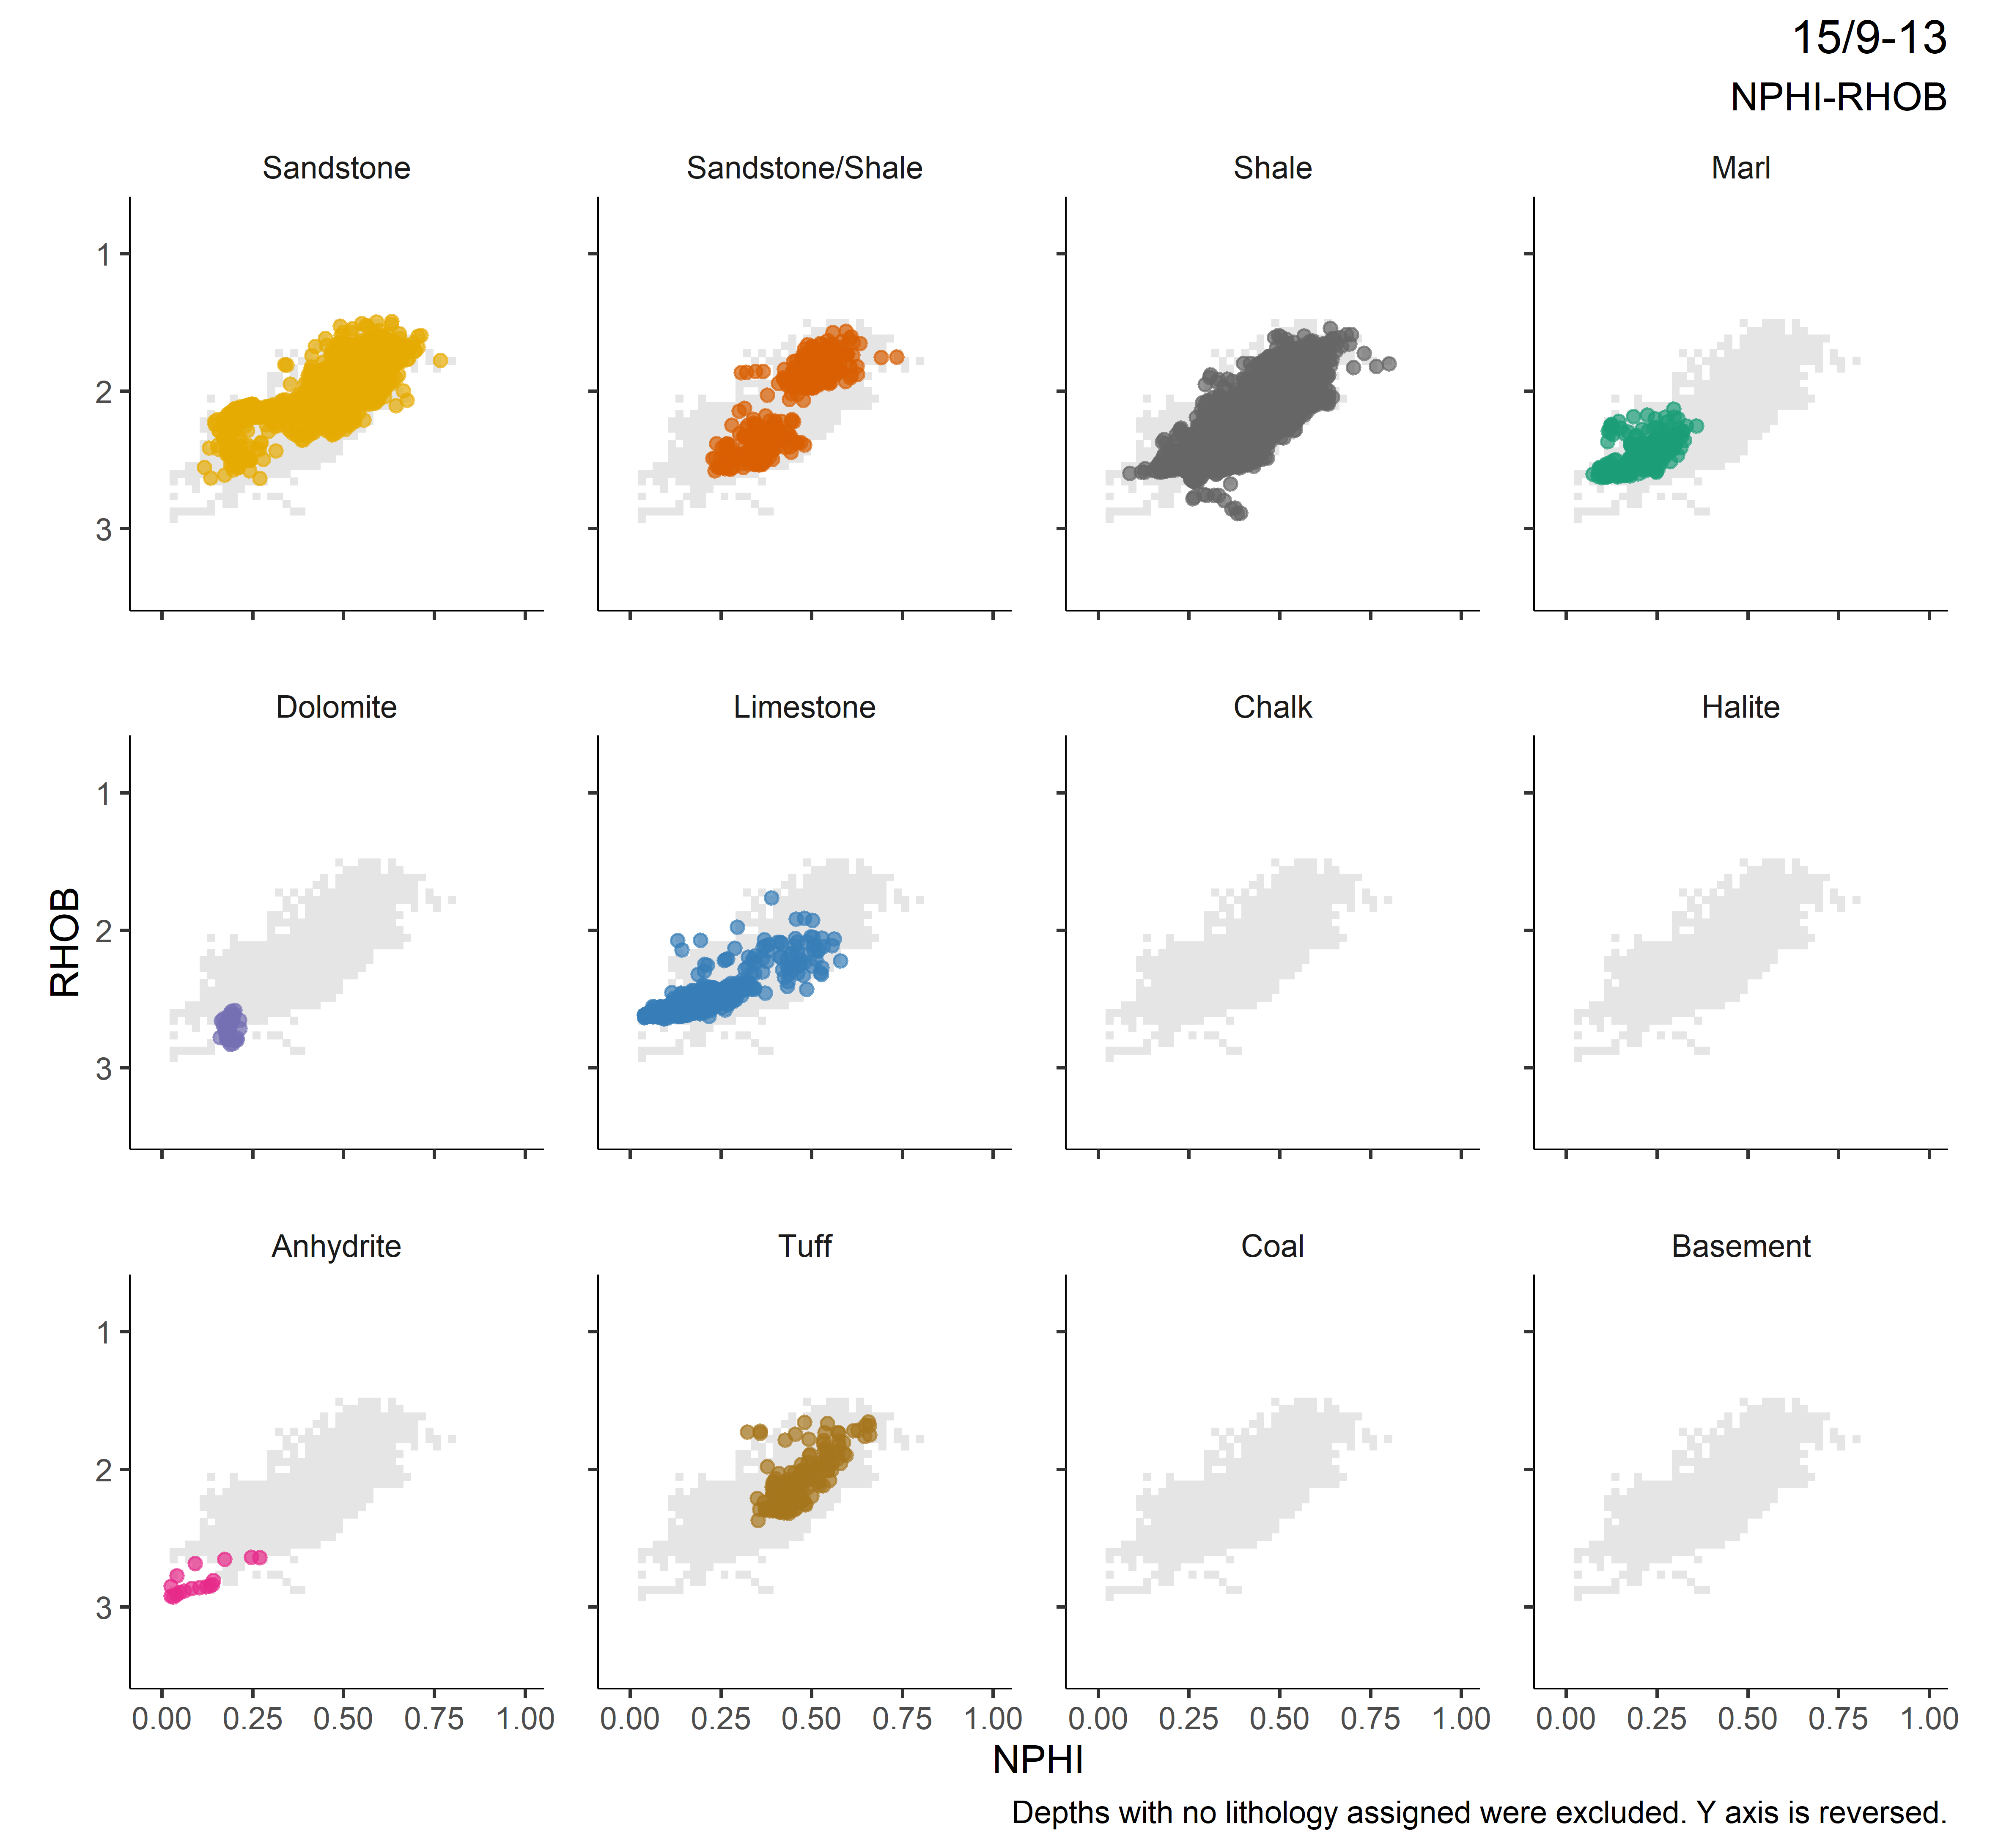 15/9-13
NPHI-RHOB
Sandstone
Sandstone/Shale
Shale
Marl
1
2
3
Dolomite
Limestone
Chalk
Halite
RHOB
1
2
3
Anhydrite
Tuff
Coal
Basement
1
2
3
0.00 0.25 0.50 0.75 1.00
0.00 0.25 0.50 0.75 1.00
0.00 0.25 0.50 0.75 1.00
0.00 0.25 0.50 0.75 1.00
NPHI
Depths with no lithology assigned were excluded. Y axis is reversed.